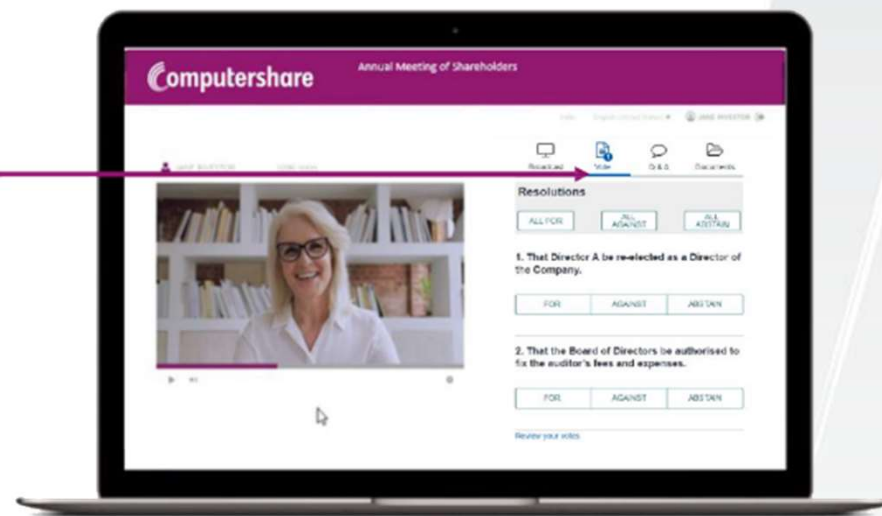 Computershare
Annual Meeting of Shareholders
JANE INVESTOR
Broadcast
Vote
Q & A
Documents
Resolutions
ALL FOR
ALL AGAINST
ALL ABSTAIN
1. That Director A be re-elected as a Director of
the Company.
FOR
AGAINST
ABSTAIN
2. That the Board of Directors be authorised to
fix the auditor's fees and expenses.
FOR
AGAINST
ABSTAIN
Review your votes